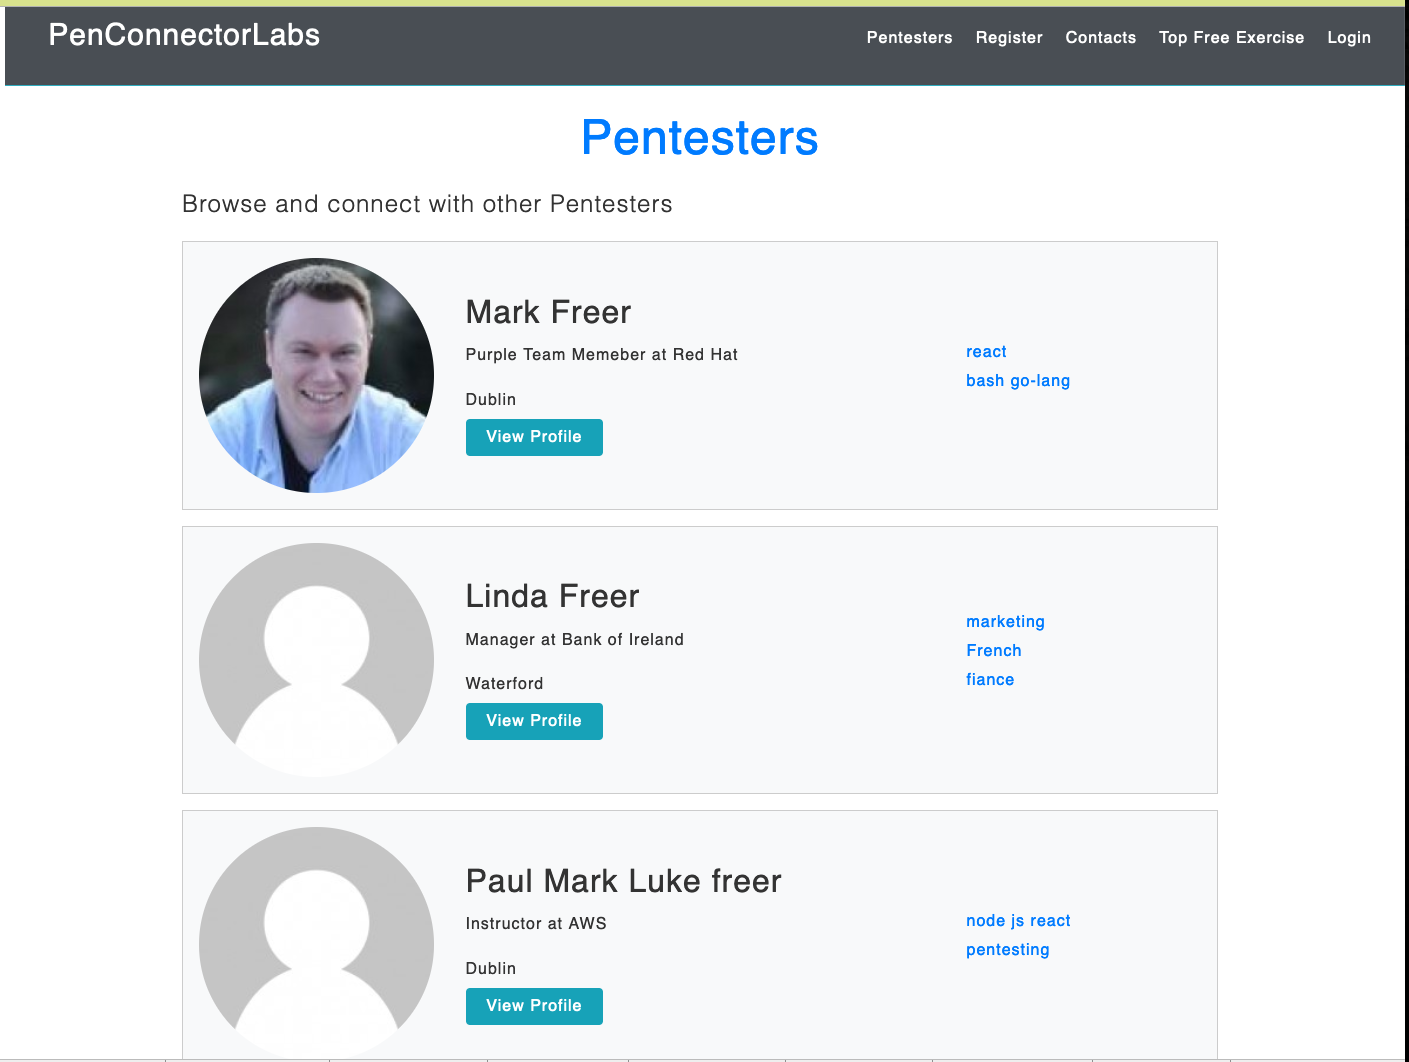 PenConnectorLabs
Pentesters Register Contacts Top Free Exercise Login
Pentesters
Browse and connect with other Pentesters
Mark Freer
Purple Team Memeber at Red Hat
Dublin
View Profile
react
bash go-lang
Linda Freer
Manager at Bank of Ireland
Waterford
View Profile
marketing
French
fiance
Paul Mark Luke freer
Instructor at AWS
Dublin
View Profile
node js react
pentesting